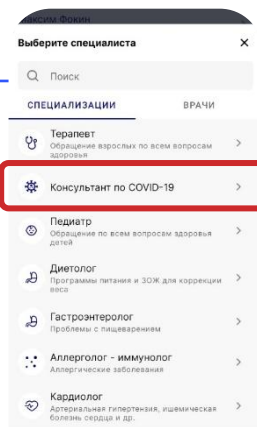 Максим Фокин
Выберите специалиста
Поиск
СПЕЦИАЛИЗАЦИИ ВРАЧИ
Терапевт
Обращение взрослых по всем вопросам
здоровья
Консультант по COVID-19
Педиатр
Обращение по всем вопросам здоровья
детей
Диетолог
Программы питания и ЗОЖ для коррекции
веса
Гастроэнтеролог
Проблемы с пищеварением
Аллерголог - иммунолог
Аллергические заболевания
Кардиолог
Артериальная гипертензия, ишемическая
болезнь сердца и др.